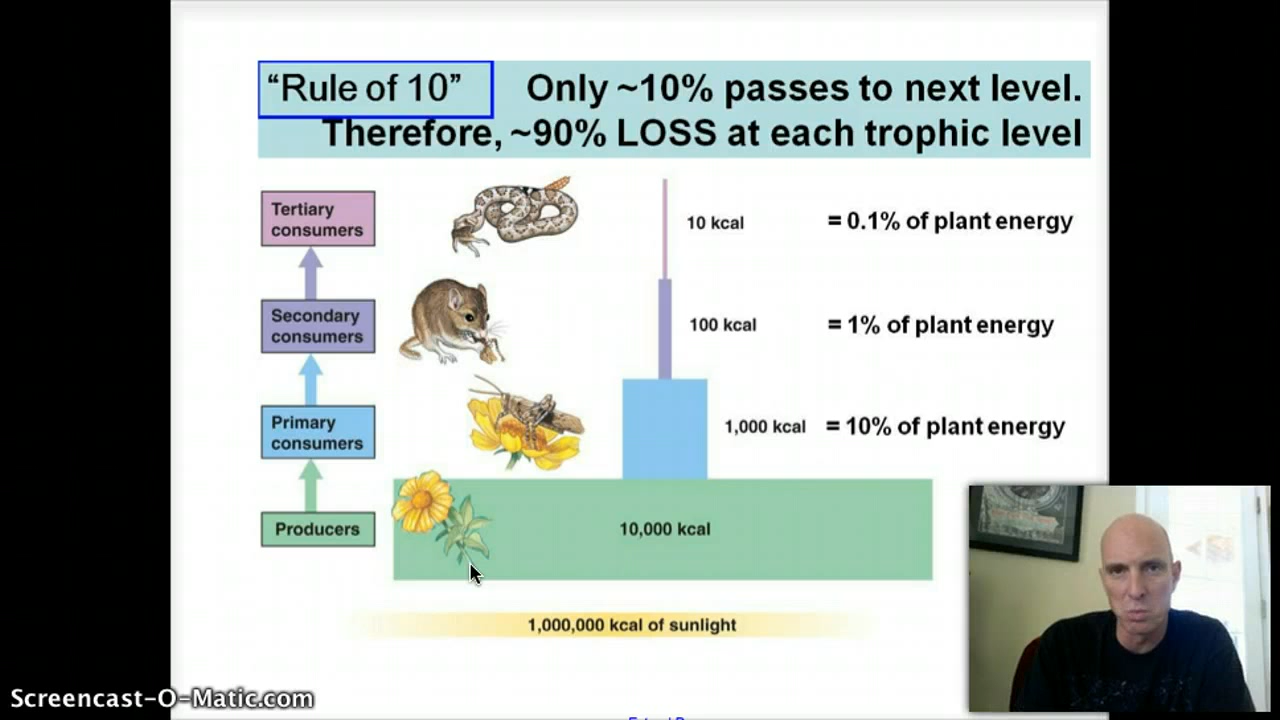 “Rule of 10” Only ~10% passes to next level.
Therefore, ~90% LOSS at each trophic level
Tertiary
consumers
10 kcal = 0.1% of plant energy
Secondary
consumers
100 kcal = 1% of plant energy
Primary
consumers
1,000 kcal = 10% of plant energy
Producers
10,000 kcal
1,000,000 kcal of sunlight
Screencast-O-Matic.com